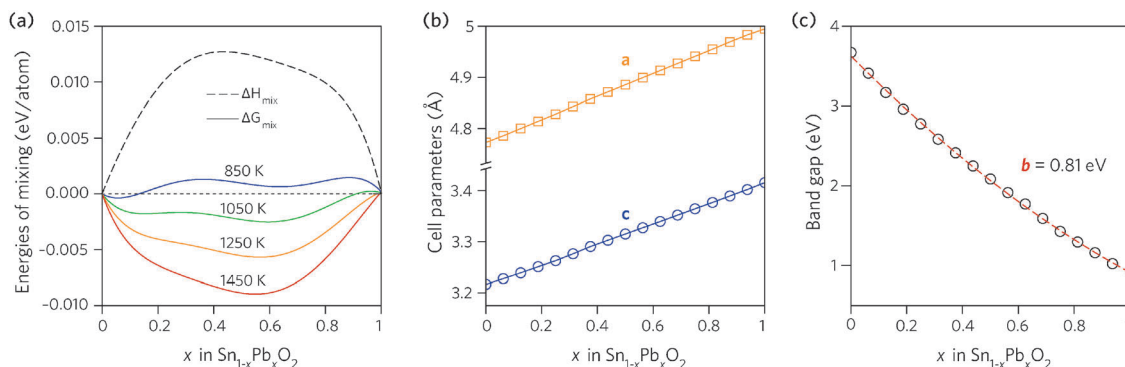 (a)
Energies of mixing (eV/atom)
0.015
0.010
0.005
0.000
-0.005
-0.010
ΔHmix
ΔGmix
850 K
1050 K
1250 K
1450 K
0 0.2 0.4 0.6 0.8 1
x in Sn1-xPbxO2
(b)
Cell parameters (Å)
5
4.9
4.8
3.4
3.3
3.2
a
c
0 0.2 0.4 0.6 0.8 1
x in Sn1-xPbxO2
(c)
Band gap (eV)
4
3
2
1
b = 0.81 eV
0 0.2 0.4 0.6 0.8 1
x in Sn1-xPbxO2